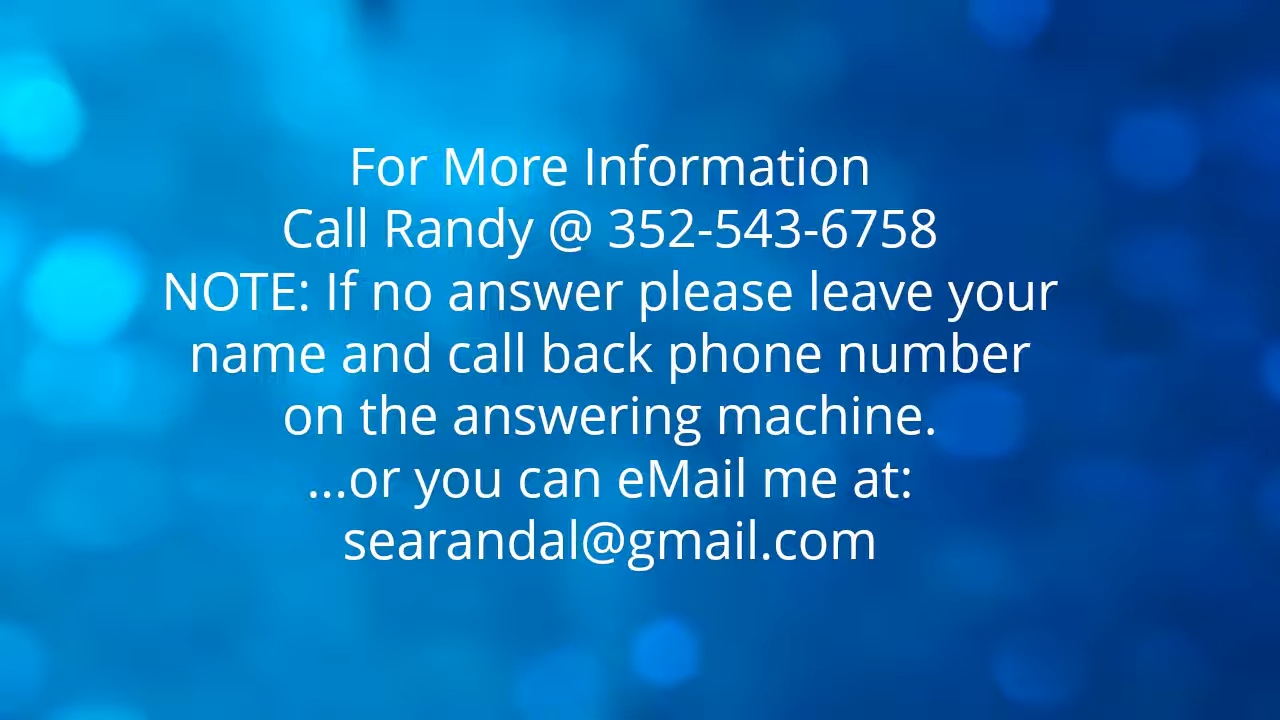 For More Information
Call Randy @ 352-543-6758
NOTE: If no answer please leave your
name and call back phone number
on the answering machine.
...or you can eMail me at:
searandal@gmail.com